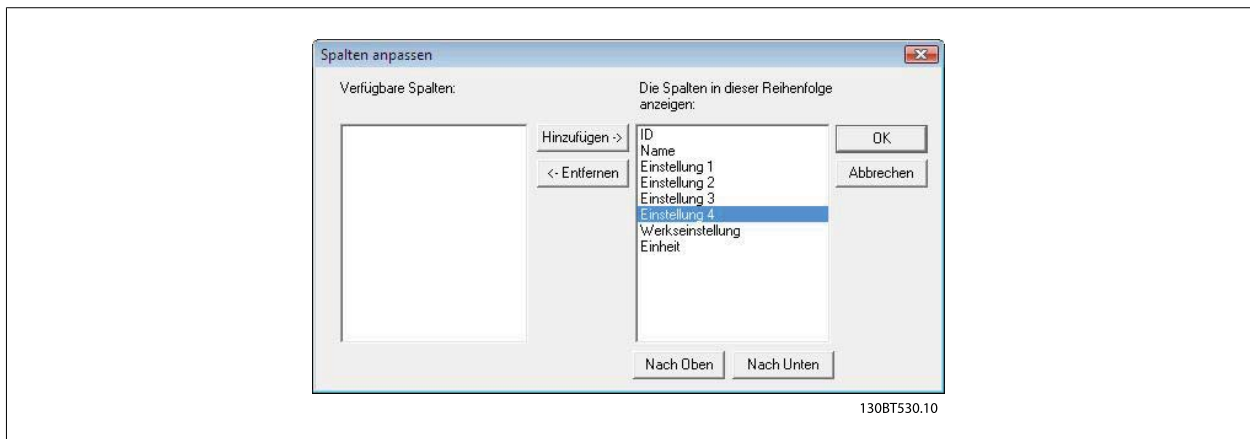 Spalten anpassen
Verfügbare Spalten:
Die Spalten in dieser Reihenfolge
anzeigen:
Hinzufügen ->
<- Entfernen
ID
Name
Einstellung 1
Einstellung 2
Einstellung 3
Einstellung 4
Werkseinstellung
Einheit
OK
Abbrechen
Nach Oben
Nach Unten
130BT530.10